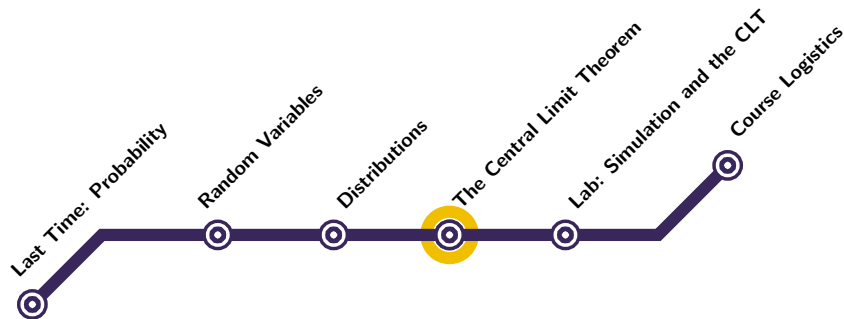 Last Time: Probability
Random Variables
Distributions
The Central Limit Theorem
Lab: Simulation and the CLT
Course Logistics